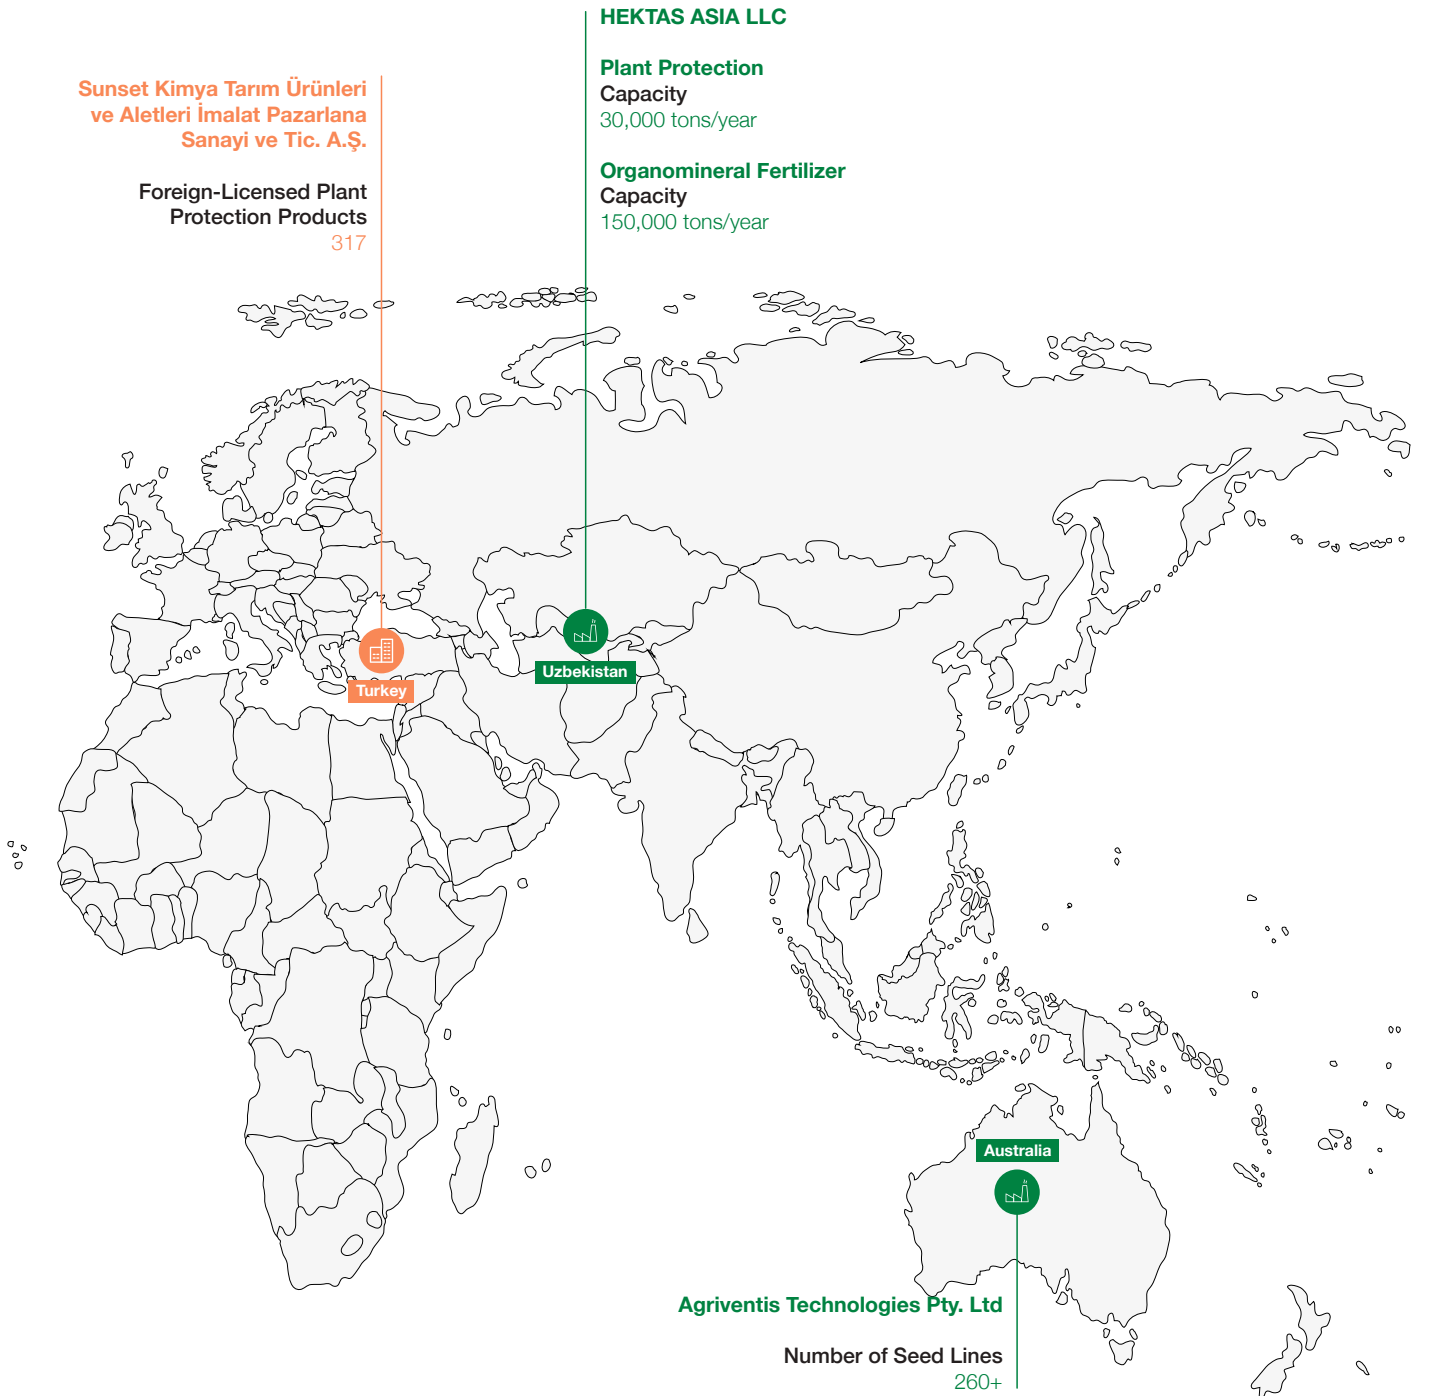 HEKTAS ASIA LLC
Plant Protection
Capacity
30,000 tons/year
Organomineral Fertilizer
Capacity
150,000 tons/year
Sunset Kimya Tarım Ürünleri
ve Aletleri İmalat Pazarlana
Sanayi ve Tic. A.Ş.
Foreign-Licensed Plant
Protection Products
317
Uzbekistan
Turkey
Australia
Agriventis Technologies Pty. Ltd
Number of Seed Lines
260+